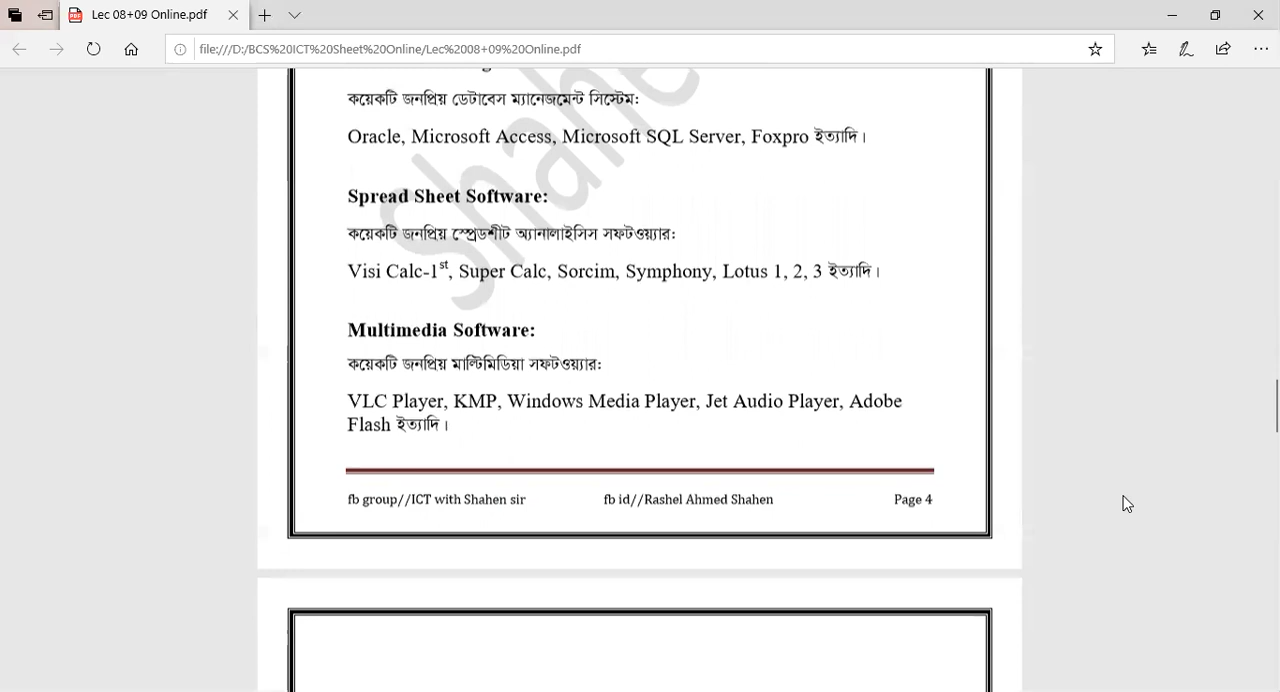 Lec 08+09 Online.pdf
file:///D:/BCS%20ICT%20Sheet%20Online/Lec%2008+09%20Online.pdf
কয়েকটি জনপ্রিয় ডেটাবেস ম্যানেজমেন্ট সিস্টেম:
Oracle, Microsoft Access, Microsoft SQL Server, Foxpro ইত্যাদি।
Spread Sheet Software:
কয়েকটি জনপ্রিয় স্প্রেডশীট অ্যানালাইসিস সফটওয়্যার:
Visi Calc-1st, Super Calc, Sorcim, Symphony, Lotus 1, 2, 3 ইত্যাদি।
Multimedia Software:
কয়েকটি জনপ্রিয় মাল্টিমিডিয়া সফটওয়্যার:
VLC Player, KMP, Windows Media Player, Jet Audio Player, Adobe
Flash ইত্যাদি।
fb group//ICT with Shahen sir fb id//Rashel Ahmed Shahen Page 4
Shahe